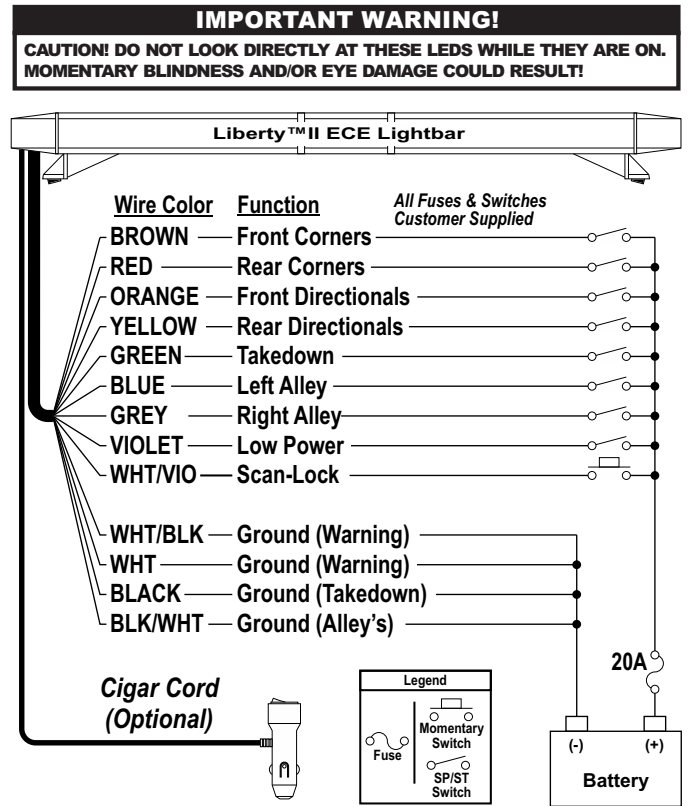 IMPORTANT WARNING!
CAUTION! DO NOT LOOK DIRECTLY AT THESE LEDS WHILE THEY ARE ON.
MOMENTARY BLINDNESS AND/OR EYE DAMAGE COULD RESULT!
Liberty™II ECE Lightbar
Wire Color Function
All Fuses & Switches
Customer Supplied
BROWN Front Corners
RED Rear Corners
ORANGE Front Directionals
YELLOW Rear Directionals
GREEN Takedown
BLUE Left Alley
GREY Right Alley
VIOLET Low Power
WHT/VIO Scan-Lock
WHT/BLK Ground (Warning)
WHT Ground (Warning)
BLACK Ground (Takedown)
BLK/WHT Ground (Alley's)
20A
Cigar Cord
(Optional)
Legend
Fuse
Momentary
Switch
SP/ST
Switch
(-) (+)
Battery